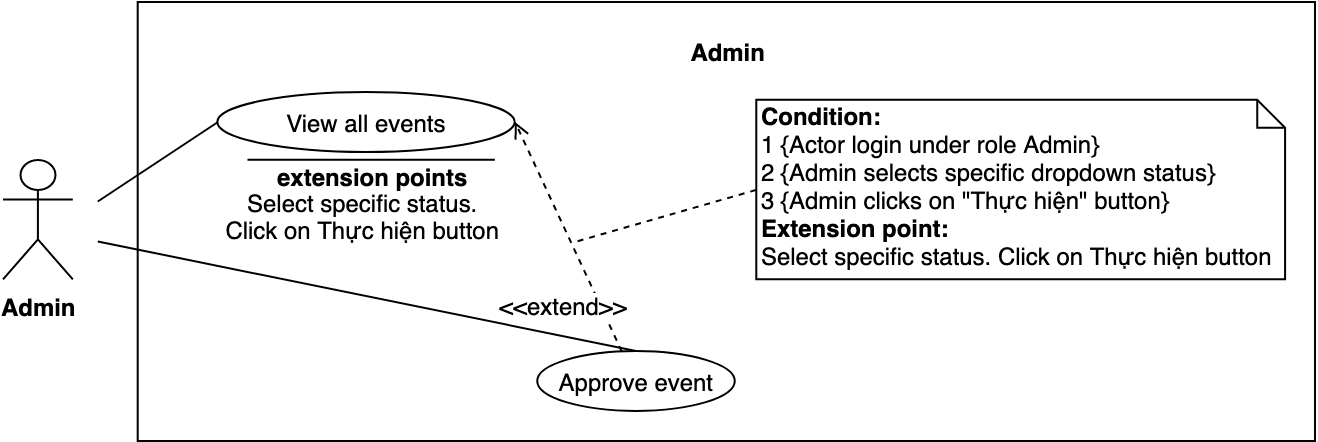 Admin
View all events
extension points
Select specific status.
Click on Thực hiện button
Condition:
1 {Actor login under role Admin}
2 {Admin selects specific dropdown status}
3 {Admin clicks on "Thực hiện" button}
Extension point:
Select specific status. Click on Thực hiện button
Admin
<<extend>>
Approve event